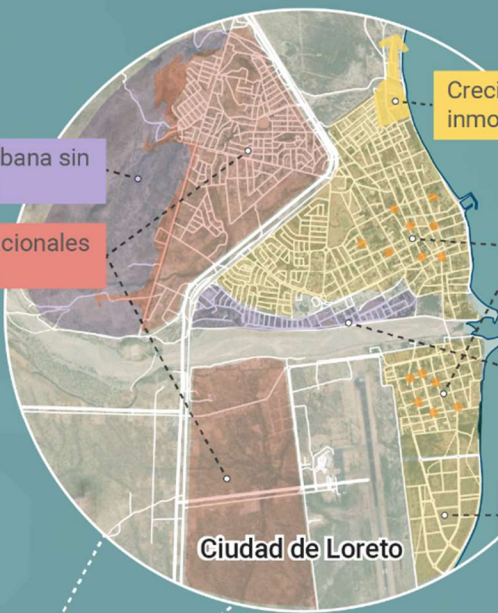 Creci
inmo
bana sin
cionales
Ciudad de Loreto